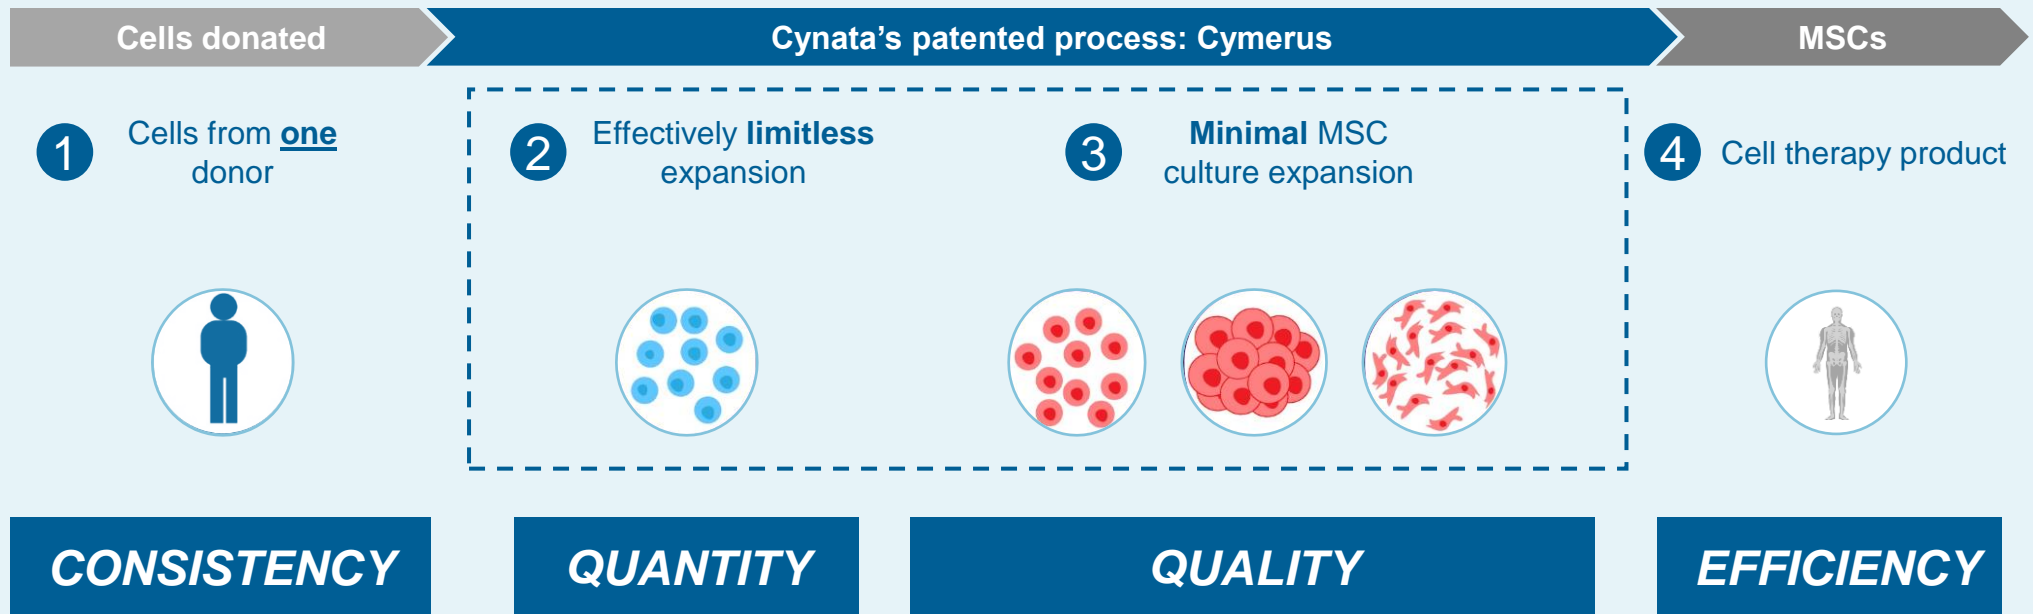 Cells donated
Cynata’s patented process: Cymerus
MSCs
1
Cells from one
donor
2
Effectively limitless
expansion
3
Minimal MSC
culture expansion
4
Cell therapy product
CONSISTENCY
QUANTITY
QUALITY
EFFICIENCY